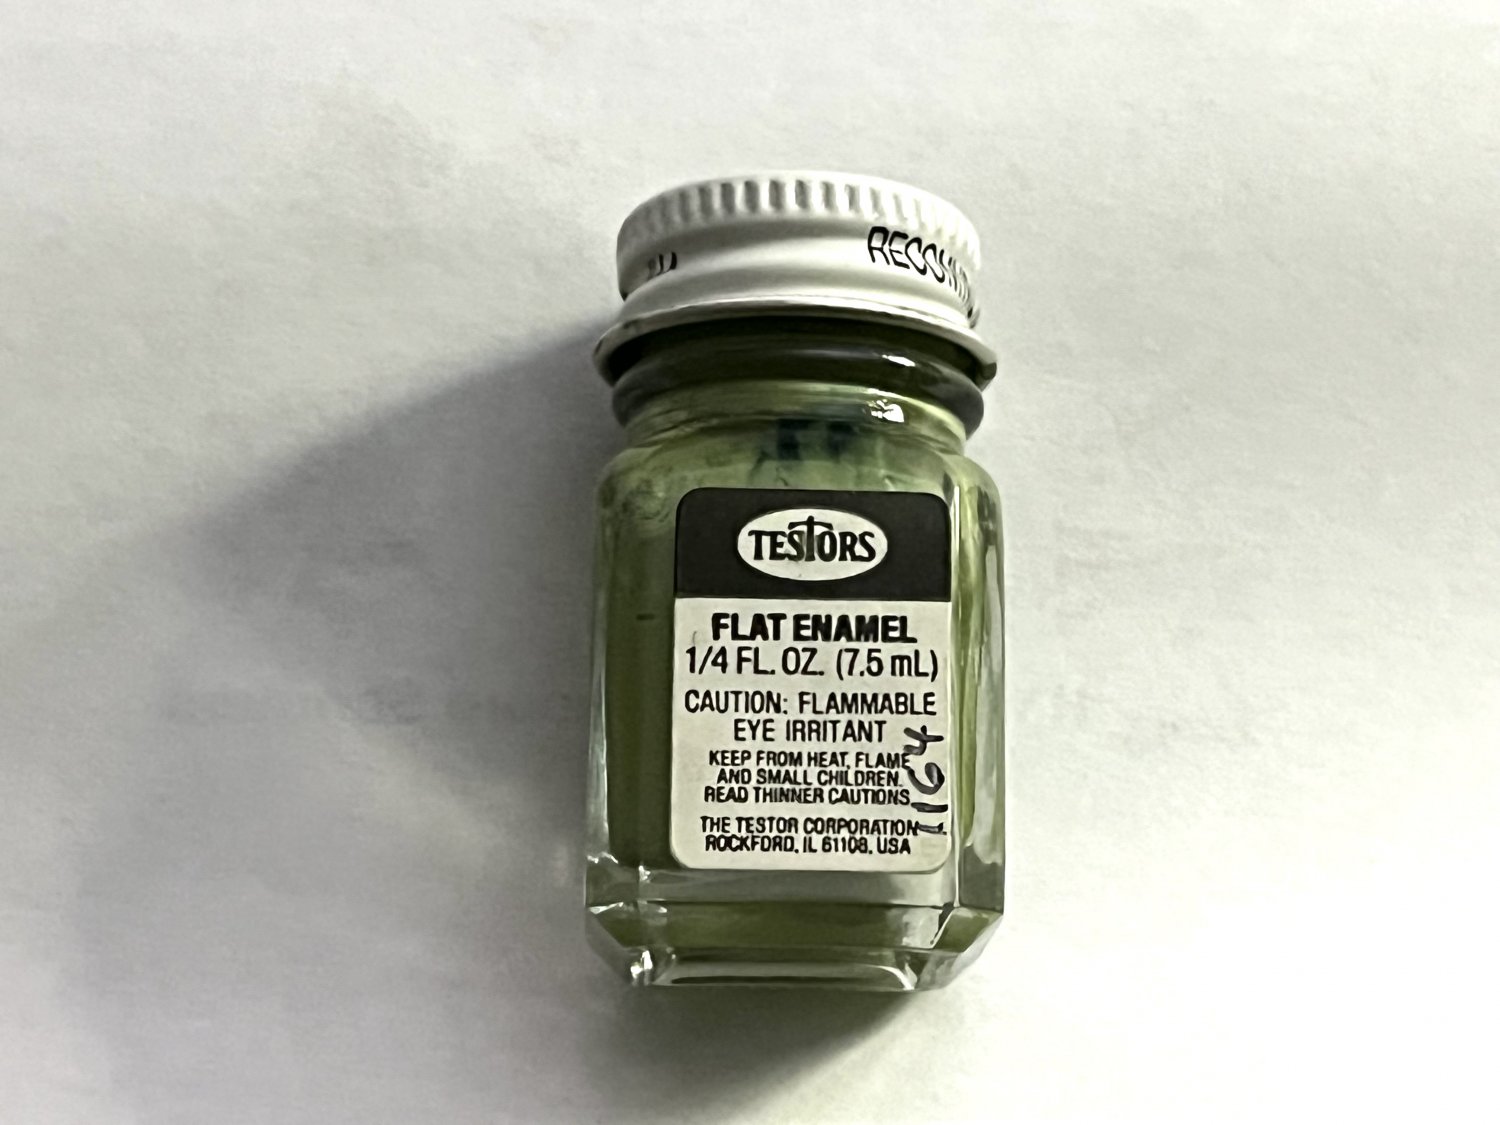 TESTORS
FLAT ENAMEL
1/4 FL. OZ. (7.5 mL)
CAUTION: FLAMMABLE
EYE IRRITANT
KEEP FROM HEAT, FLAME
AND SMALL CHILDREN.
READ THINNER CAUTIONS
THE TESTOR CORPORATION
ROCKFORD, IL 61108, USA
1164